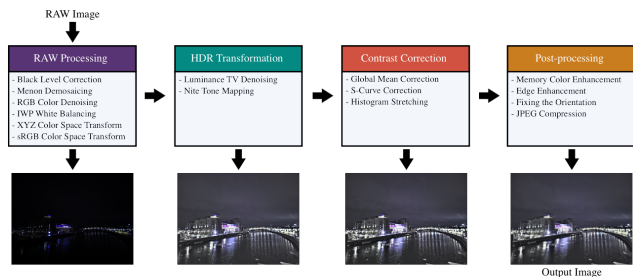 RAW Image
RAW Processing
- Black Level Correction
- Menon Demosaicing
- RGB Color Denoising
- IWP White Balancing
- XYZ Color Space Transform
- sRGB Color Space Transform
HDR Transformation
- Luminance TV Denoising
- Nite Tone Mapping
Contrast Correction
- Global Mean Correction
- S-Curve Correction
- Histogram Stretching
Post-processing
- Memory Color Enhancement
- Edge Enhancement
- Fixing the Orientation
- JPEG Compression
Output Image